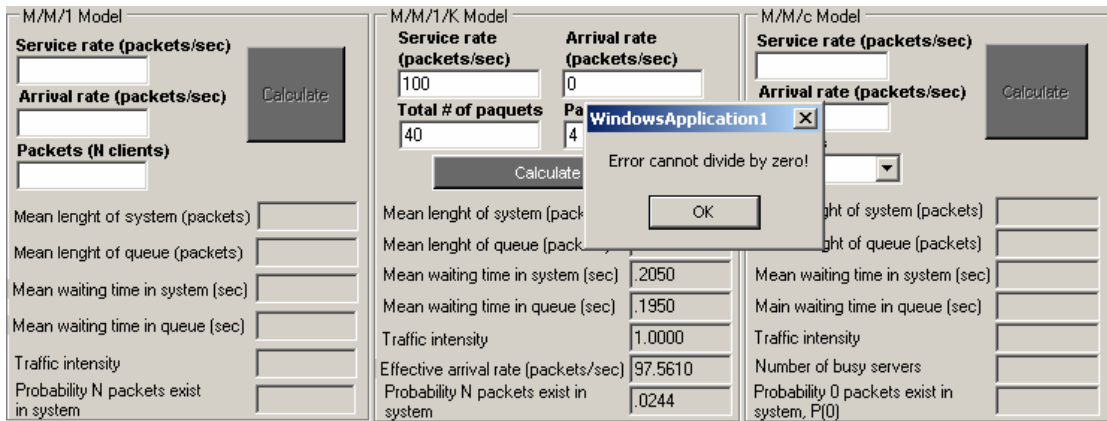 M/M/1 Model
Service rate (packets/sec)
Arrival rate (packets/sec)
Calculate
Packets (N clients)
Mean lenght of system (packets)
Mean lenght of queue (packets)
Mean waiting time in system (sec)
Mean waiting time in queue (sec)
Traffic intensity
Probability N packets exist
in system
M/M/1/K Model
Service rate
(packets/sec)
Arrival rate
(packets/sec)
100
0
Total # of paquets
40
4
Calculate
Mean lenght of system
Mean lenght of queue
Mean waiting time in system (sec)
.2050
Mean waiting time in queue (sec)
.1950
Traffic intensity
1.0000
Effective arrival rate (packets/sec)
97.5610
Probability N packets exist in
system
.0244
WindowsApplication1
Error cannot divide by zero!
OK
M/M/c Model
Service rate (packets/sec)
Arrival rate (packets/sec)
Calculate
of system (packets)
of queue (packets)
Mean waiting time in system (sec)
Main waiting time in queue (sec)
Traffic intensity
Number of busy servers
Probability 0 packets exist in
system, P(0)